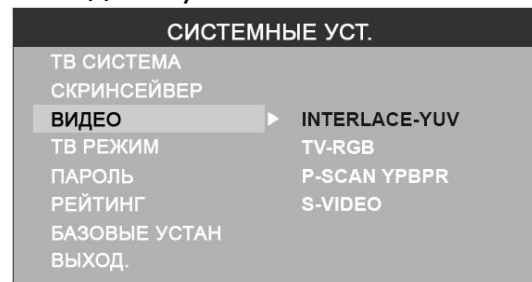 СИСТЕМНЫЕ УСТ.
ТВ СИСТЕМА
СКРИНСЕЙВЕР
ВИДЕО INTERLACE-YUV
ТВ РЕЖИМ TV-RGB
ПАРОЛЬ P-SCAN YPBPR
РЕЙТИНГ S-VIDEO
БАЗОВЫЕ УСТАН
ВЫХОД.